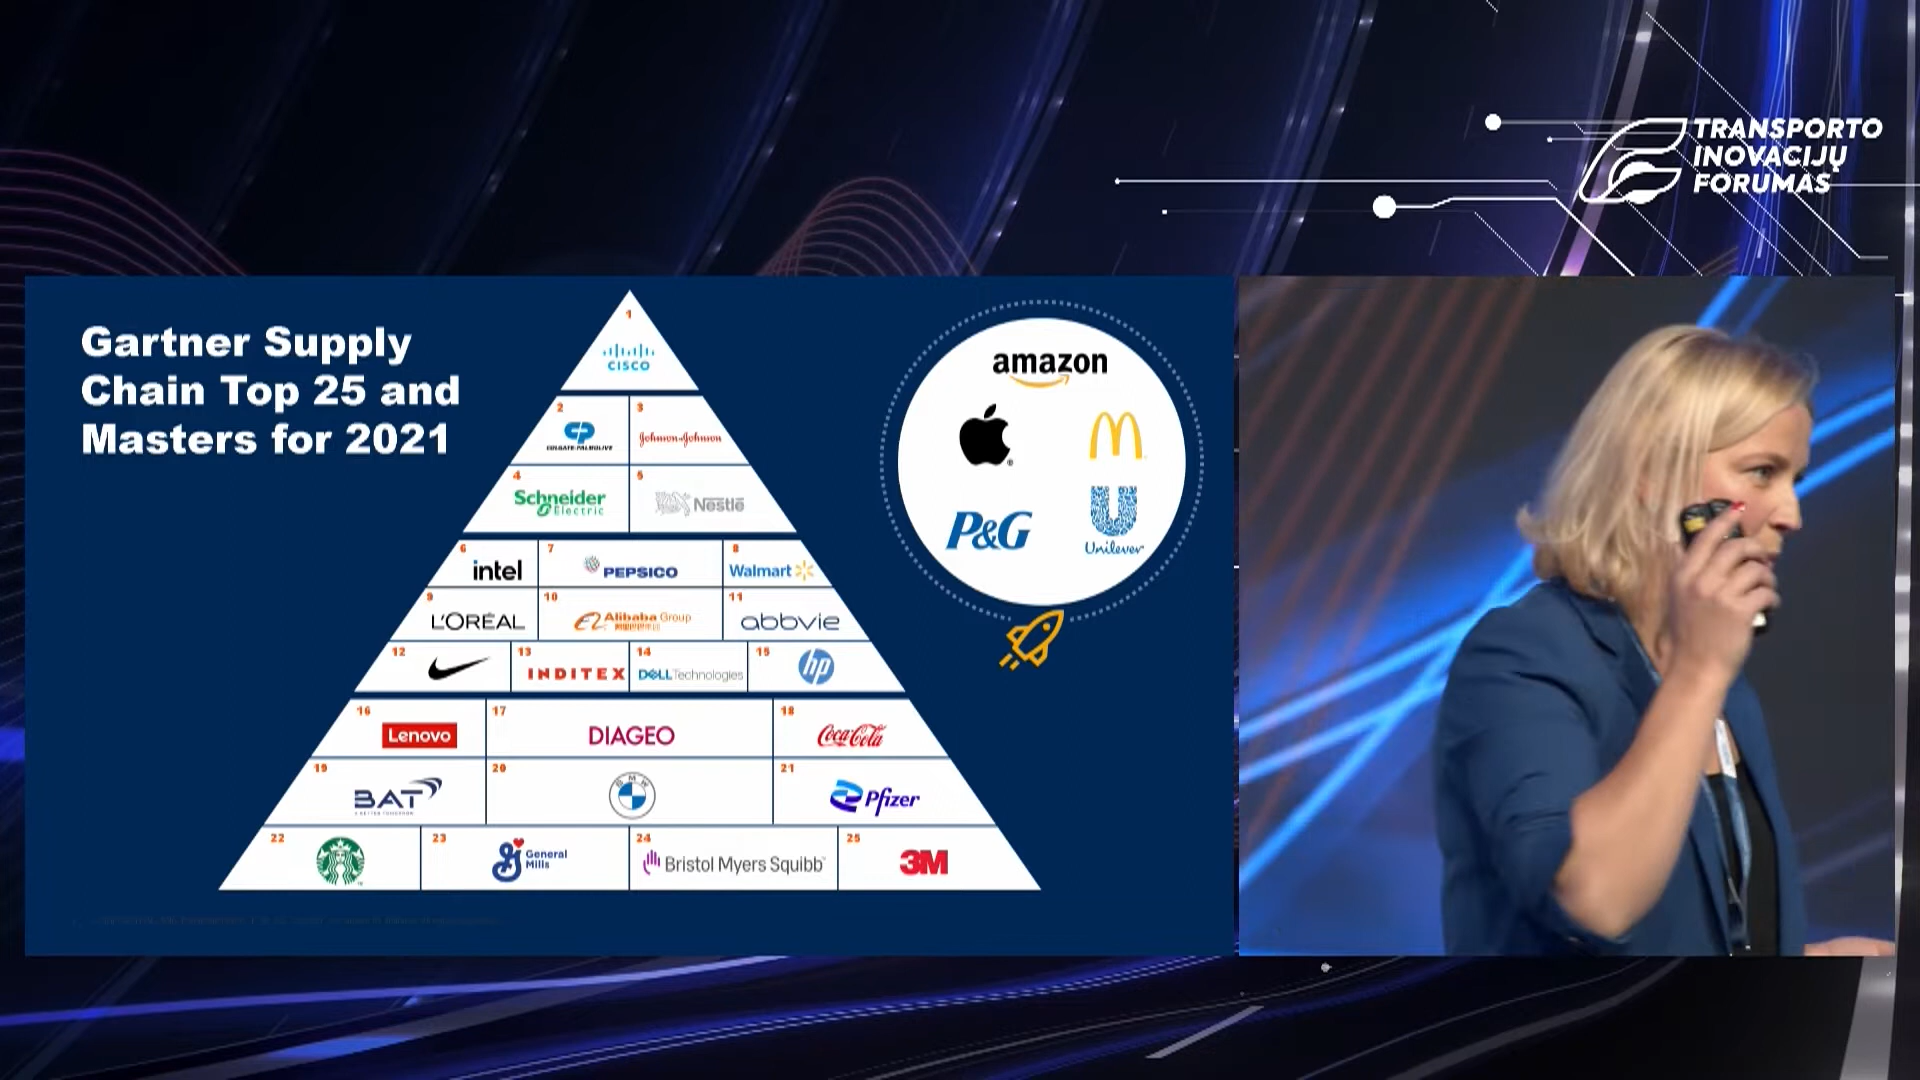 TRANSPORTO
INOVACIJŲ
FORUMAS
Gartner Supply
Chain Top 25 and
Masters for 2021
1
CISCO
2
COLGATE-PALMOLIVE
3
Johnson & Johnson
4
Schneider
Electric
5
Nestlé
6
intel
7
PEPSICO
8
Walmart
9
L'ORÉAL
10
Alibaba Group
11
abbvie
12
13
INDITEX
14
DELL Technologies
15
hp
16
Lenovo
17
DIAGEO
18
Coca-Cola
19
BAT
20
BMW
21
Pfizer
22
23
General
Mills
24
Bristol Myers Squibb
25
3M
amazon
P&G
Unilever